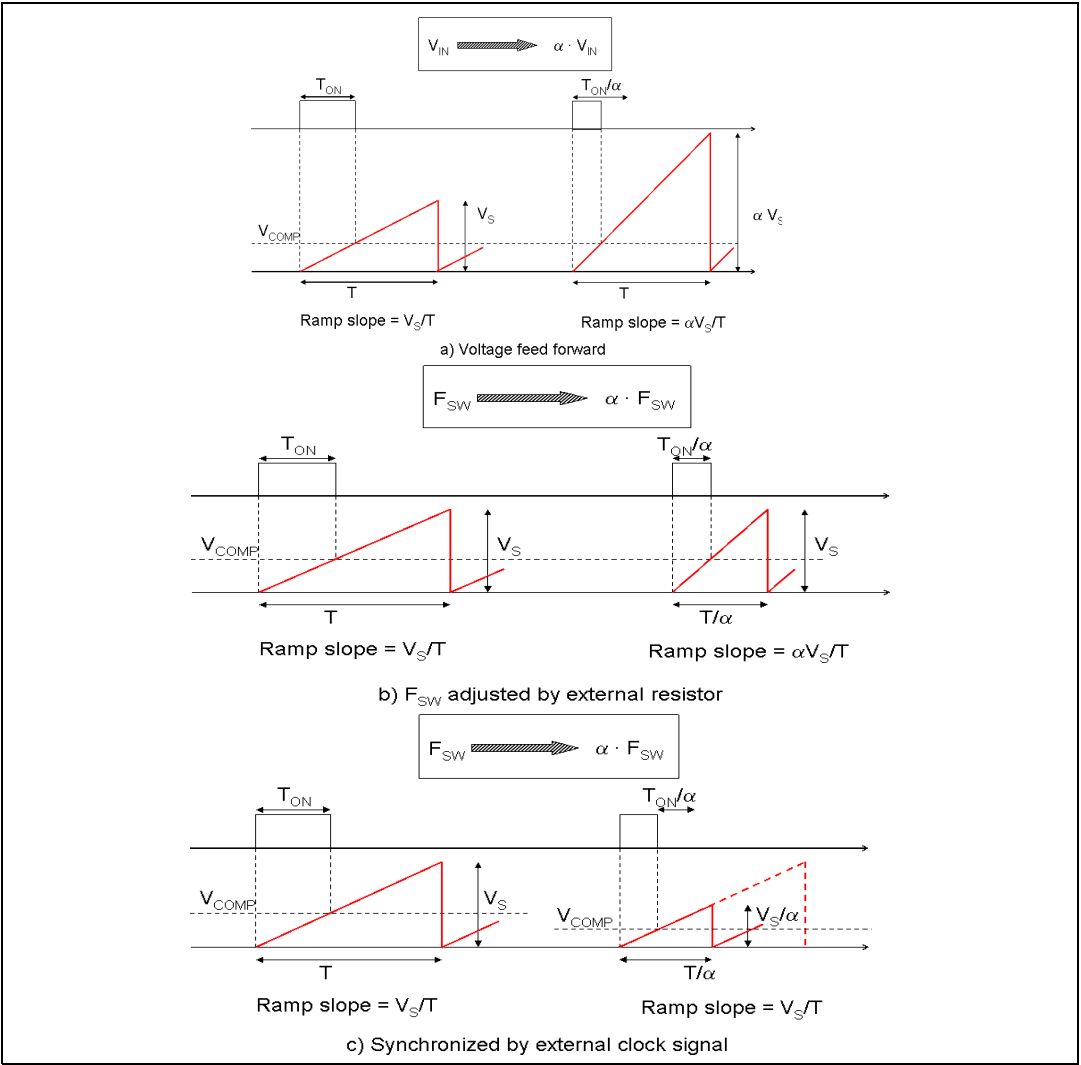 V_IN α · V_IN
T_ON T_ON/α
V_COMP V_S α V_S
T T
Ramp slope = V_S/T Ramp slope = αV_S/T
a) Voltage feed forward
F_SW α · F_SW
T_ON T_ON/α
V_COMP V_S V_S
T T/α
Ramp slope = V_S/T Ramp slope = αV_S/T
b) F_SW adjusted by external resistor
F_SW α · F_SW
T_ON T_ON/α
V_COMP V_S V_COMP V_S/α
T T/α
Ramp slope = V_S/T Ramp slope = V_S/T
c) Synchronized by external clock signal